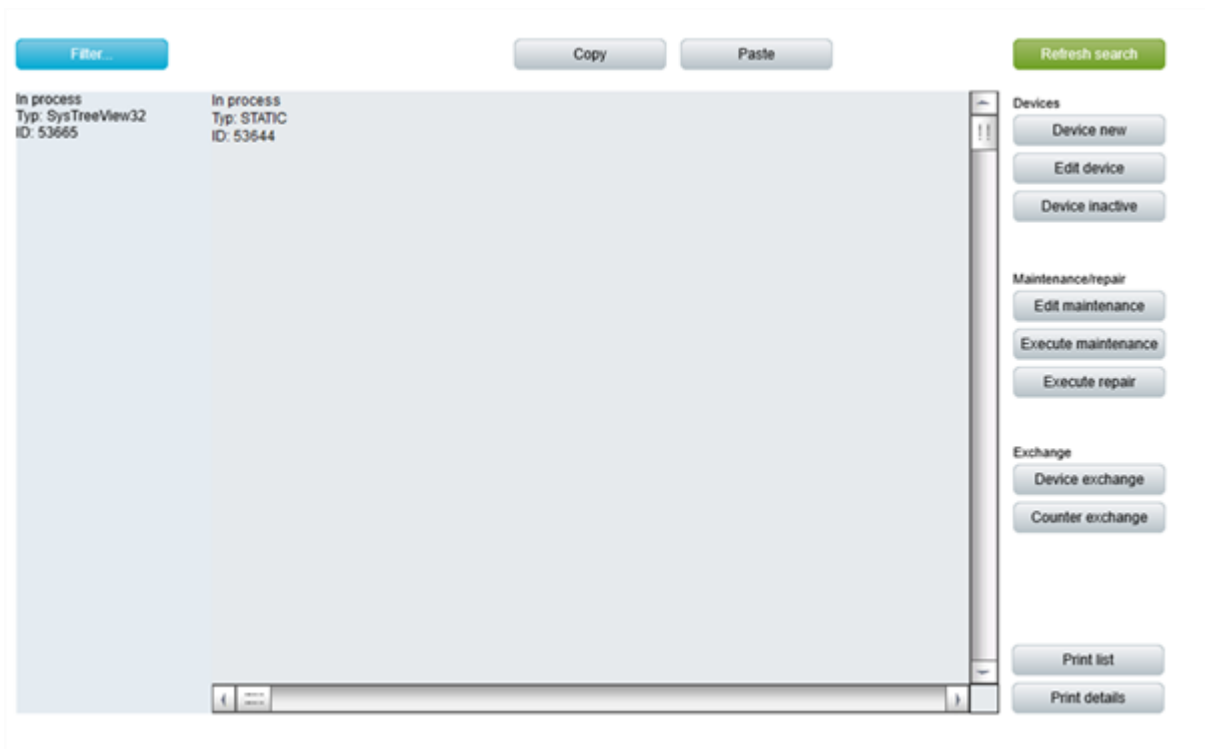 Filter...
Copy
Paste
Refresh search
In process
Typ: SysTreeView32
ID: 53665
In process
Typ: STATIC
ID: 53644
Devices
Device new
Edit device
Device inactive
Maintenance/repair
Edit maintenance
Execute maintenance
Execute repair
Exchange
Device exchange
Counter exchange
Print list
Print details